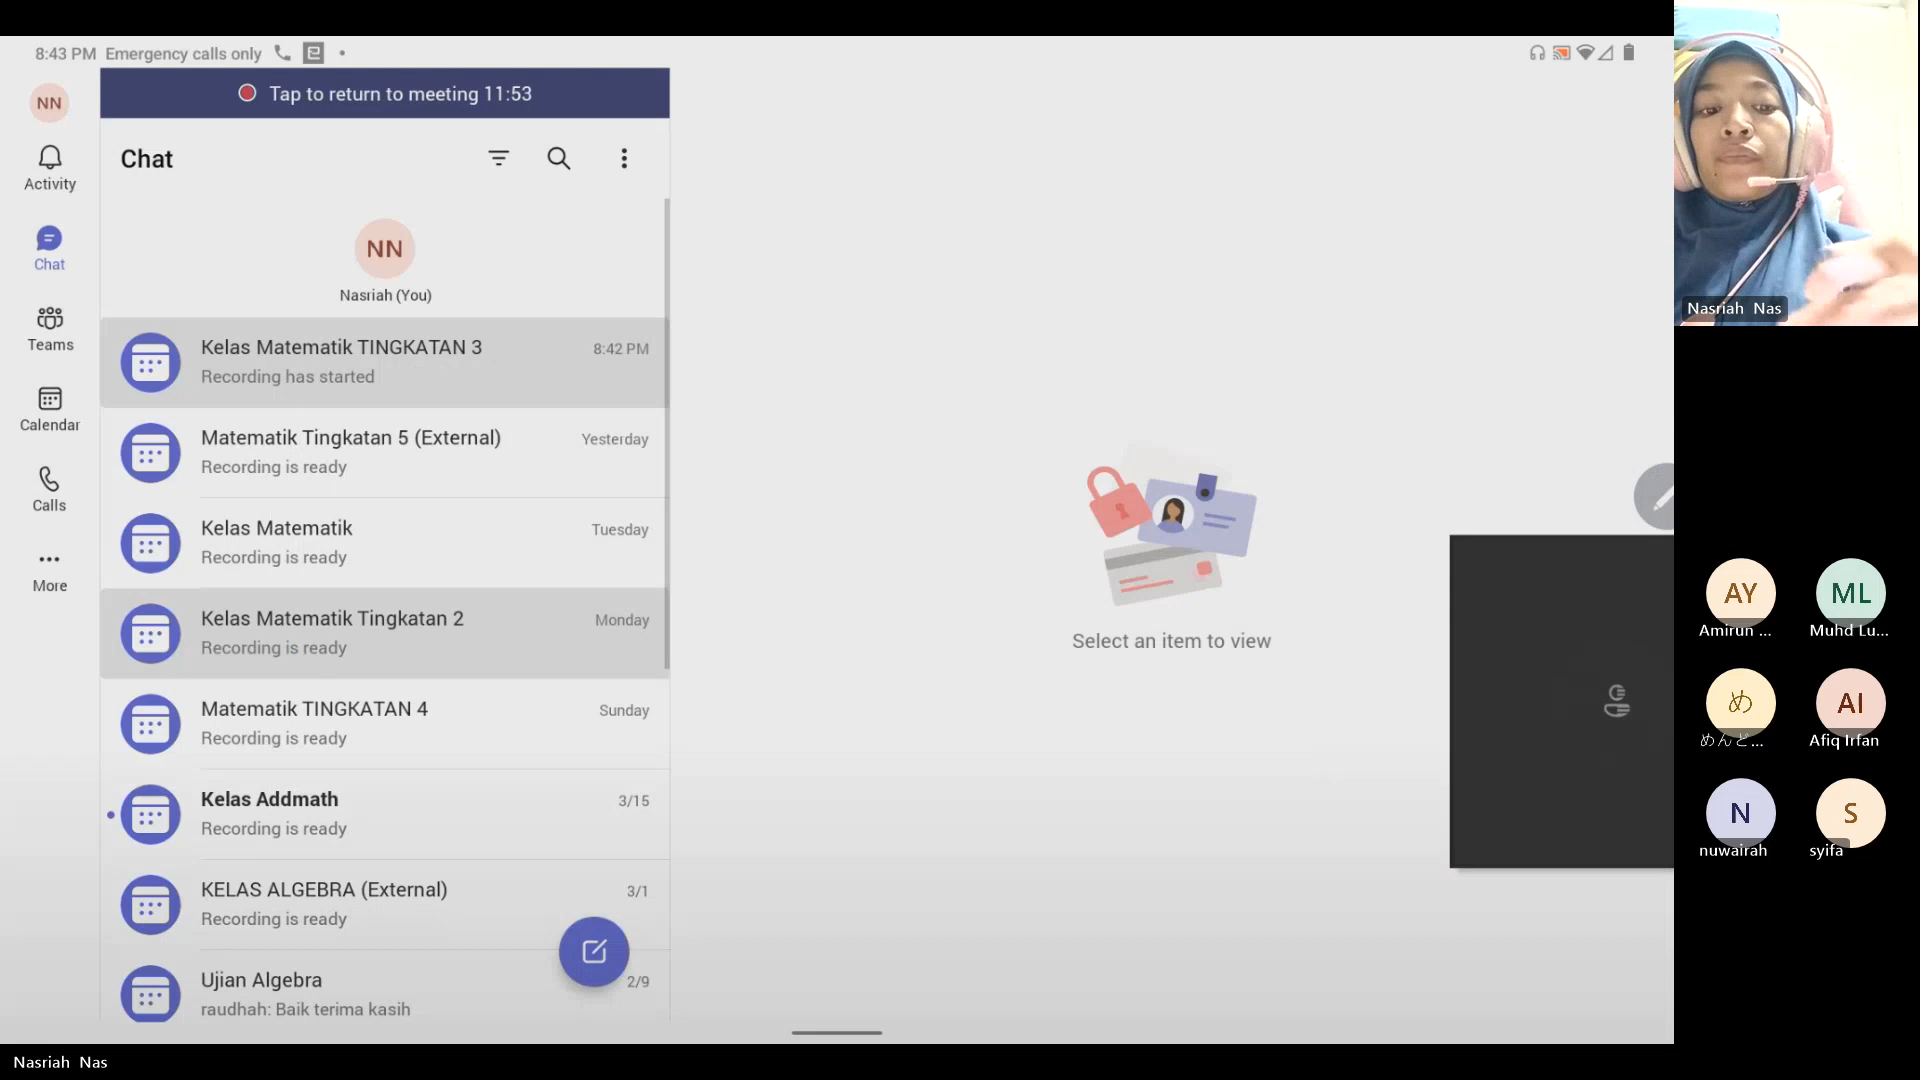 8:43 PM Emergency calls only
NN
Activity
Chat
Teams
Calendar
Calls
More
Tap to return to meeting 11:53
Chat
NN
Nasriah (You)
Kelas Matematik TINGKATAN 3 8:42 PM
Recording has started
Matematik Tingkatan 5 (External) Yesterday
Recording is ready
Kelas Matematik Tuesday
Recording is ready
Kelas Matematik Tingkatan 2 Monday
Recording is ready
Matematik TINGKATAN 4 Sunday
Recording is ready
Kelas Addmath 3/15
Recording is ready
KELAS ALGEBRA (External) 3/1
Recording is ready
Ujian Algebra 2/9
raudhah: Baik terima kasih
Select an item to view
Nasriah Nas
AY
Amirun ...
ML
Muhd Lu...
め
めんど...
AI
Afiq Irfan
N
nuwairah
S
syifa
Nasriah Nas